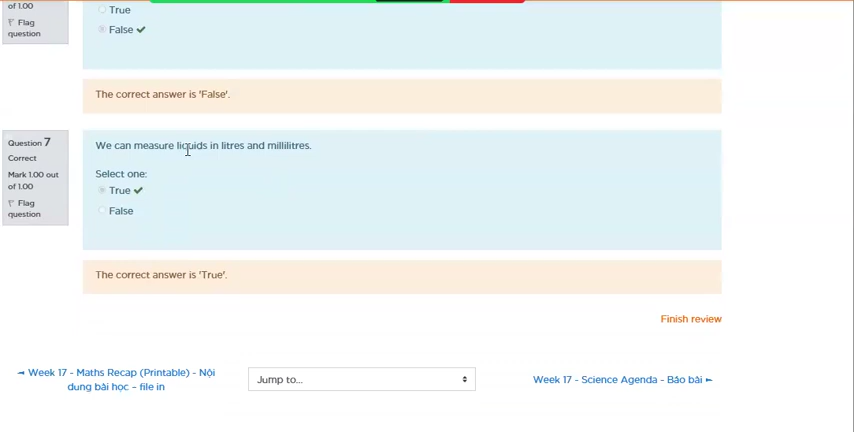 of 1.00
Flag
question
True
False
The correct answer is 'False'.
Question 7
Correct
Mark 1.00 out
of 1.00
Flag
question
We can measure liquids in litres and millilitres.
Select one:
True
False
The correct answer is 'True'.
Finish review
Week 17 - Maths Recap (Printable) - Nội
dung bài học - file in
Jump to...
Week 17 - Science Agenda - Báo bài